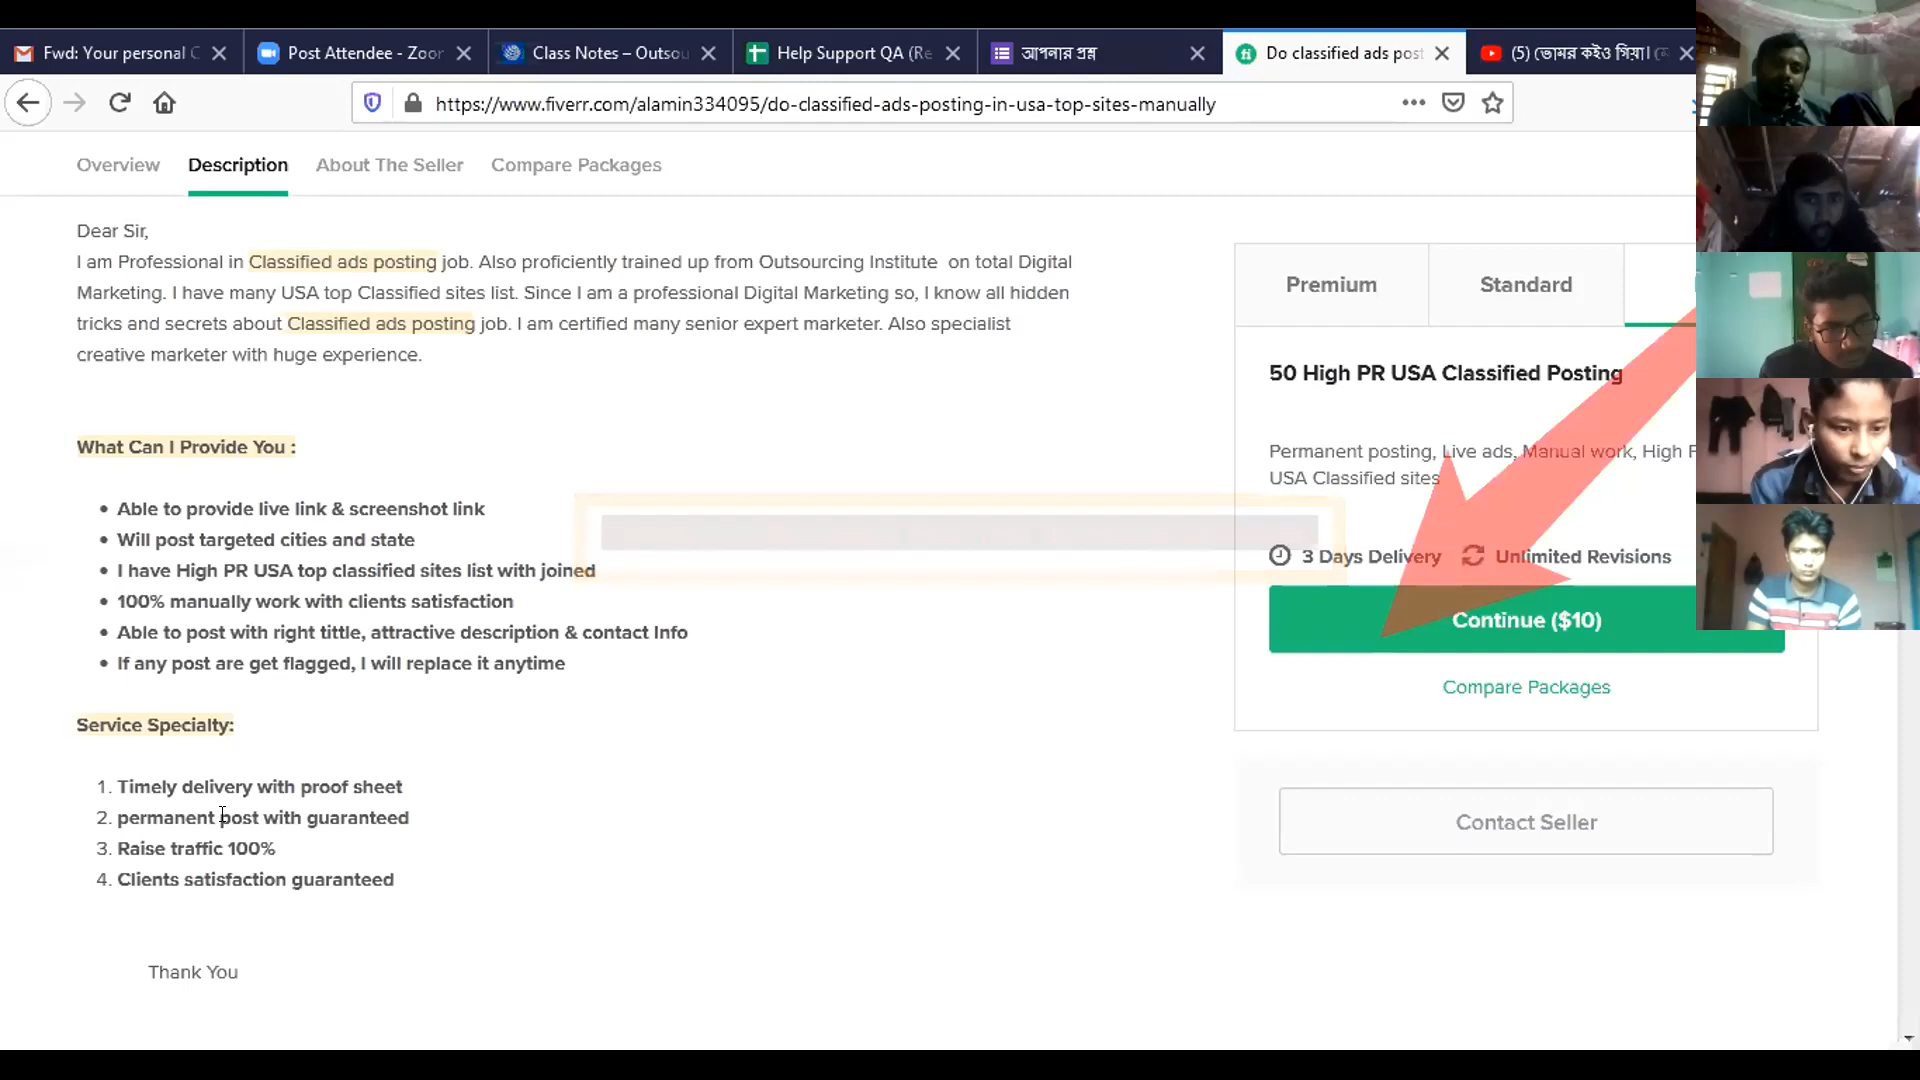 Fwd: Your personal C
Post Attendee - Zoor
Class Notes – Outsou
Help Support QA (Re
আপনার প্রশ্ন
Do classified ads post
(5) ভোমর কইও গিয়া।
https://www.fiverr.com/alamin334095/do-classified-ads-posting-in-usa-top-sites-manually
Overview Description About The Seller Compare Packages
Dear Sir,
I am Professional in Classified ads posting job. Also proficiently trained up from Outsourcing Institute on total Digital
Marketing. I have many USA top Classified sites list. Since I am a professional Digital Marketing so, I know all hidden
tricks and secrets about Classified ads posting job. I am certified many senior expert marketer. Also specialist
creative marketer with huge experience.
What Can I Provide You :
Able to provide live link & screenshot link
Will post targeted cities and state
I have High PR USA top classified sites list with joined
100% manually work with clients satisfaction
Able to post with right tittle, attractive description & contact Info
If any post are get flagged, I will replace it anytime
Service Specialty:
1. Timely delivery with proof sheet
2. permanent post with guaranteed
3. Raise traffic 100%
4. Clients satisfaction guaranteed
Thank You
Premium Standard
50 High PR USA Classified Posting
Permanent posting, Live ads, Manual work, High
USA Classified sites
3 Days Delivery Unlimited Revisions
Continue ($10)
Compare Packages
Contact Seller